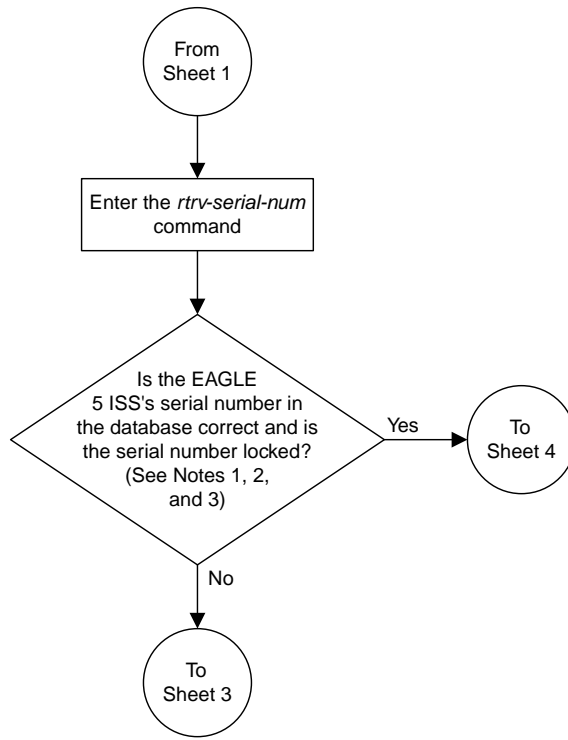 From
Sheet 1
Enter the rtrv-serial-num
command
Is the EAGLE
5 ISS's serial number in
the database correct and is
the serial number locked?
(See Notes 1, 2,
and 3)
Yes
To
Sheet 4
No
To
Sheet 3